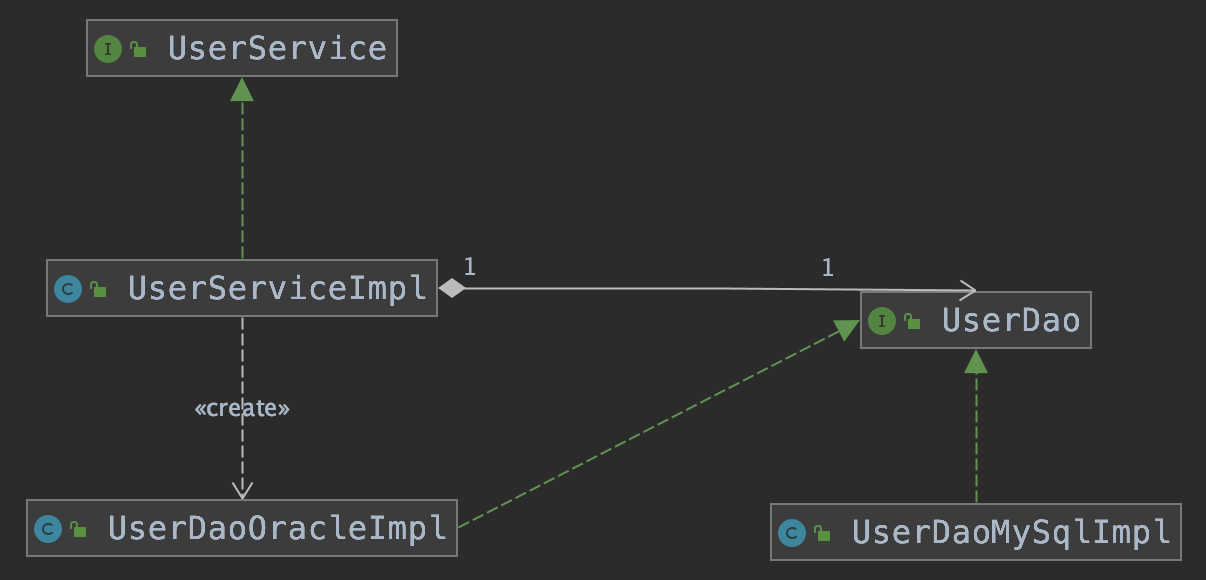 I UserService
C UserServiceImpl
1
1
I UserDao
«create»
C UserDaoOracleImpl
C UserDaoMySqlImpl